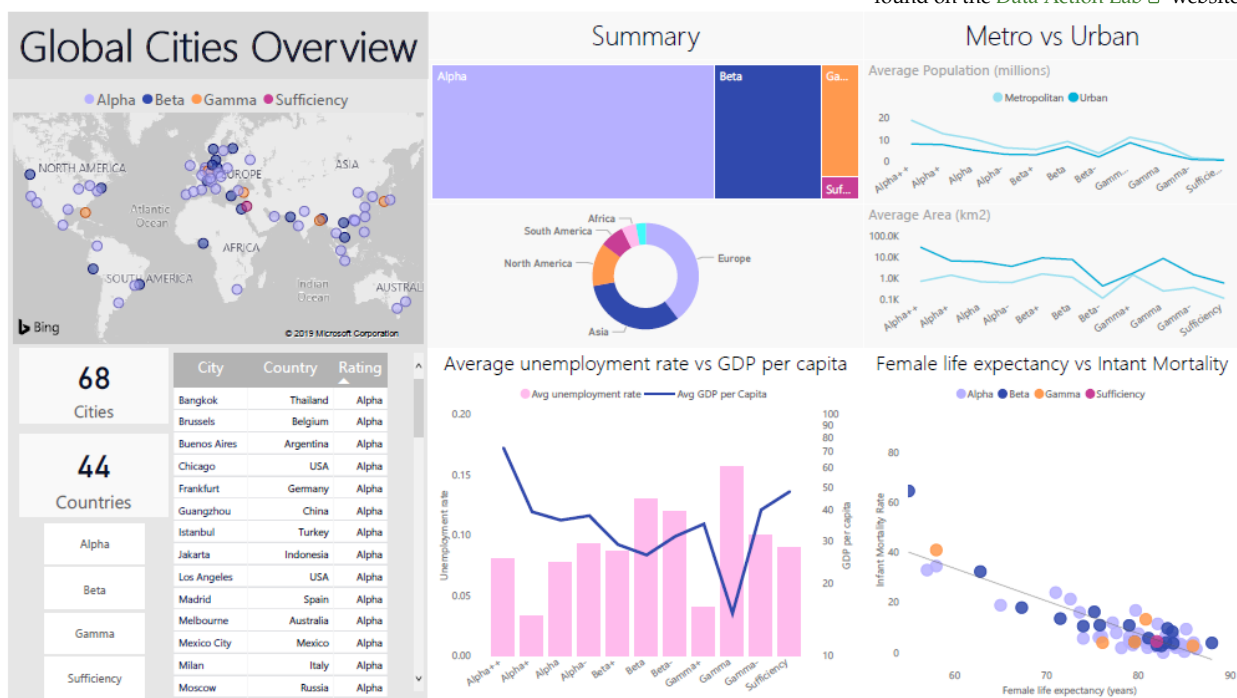 found on the Data Action Lab website
Global Cities Overview
Alpha Beta Gamma Sufficiency
NORTH AMERICA
EUROPE
ASIA
Atlantic
Ocean
AFRICA
SOUTH AMERICA
Indian
Ocean
AUSTRALI
Bing
© 2019 Microsoft Corporation
68
Cities
44
Countries
Alpha
Beta
Gamma
Sufficiency
City Country Rating
Bangkok Thailand Alpha
Brussels Belgium Alpha
Buenos Aires Argentina Alpha
Chicago USA Alpha
Frankfurt Germany Alpha
Guangzhou China Alpha
Istanbul Turkey Alpha
Jakarta Indonesia Alpha
Los Angeles USA Alpha
Madrid Spain Alpha
Melbourne Australia Alpha
Mexico City Mexico Alpha
Milan Italy Alpha
Moscow Russia Alpha
Summary
Alpha
Beta
Ga...
Suf...
Africa
South America
North America
Europe
Asia
Average unemployment rate vs GDP per capita
Avg unemployment rate Avg GDP per Capita
0.20
0.15
0.10
0.05
0.00
Unemployment rate
100
90
80
70
60
50
40
30
20
10
GDP per capita
Alpha++ Alpha+ Alpha Alpha- Beta+ Beta Beta- Gamma+ Gamma Gamma- Sufficiency
Metro vs Urban
Average Population (millions)
Metropolitan Urban
20
10
0
Alpha++ Alpha+ Alpha Alpha- Beta+ Beta Beta- Gamm... Gamma Gamma- Sufficie...
Average Area (km2)
100.0K
10.0K
1.0K
0.1K
Alpha++ Alpha+ Alpha Alpha- Beta+ Beta Beta- Gamma+ Gamma Gamma- Sufficiency
Female life expectancy vs Intant Mortality
Alpha Beta Gamma Sufficiency
80
60
40
20
0
Infant Mortality Rate
60 70 80 90
Female life expectancy (years)